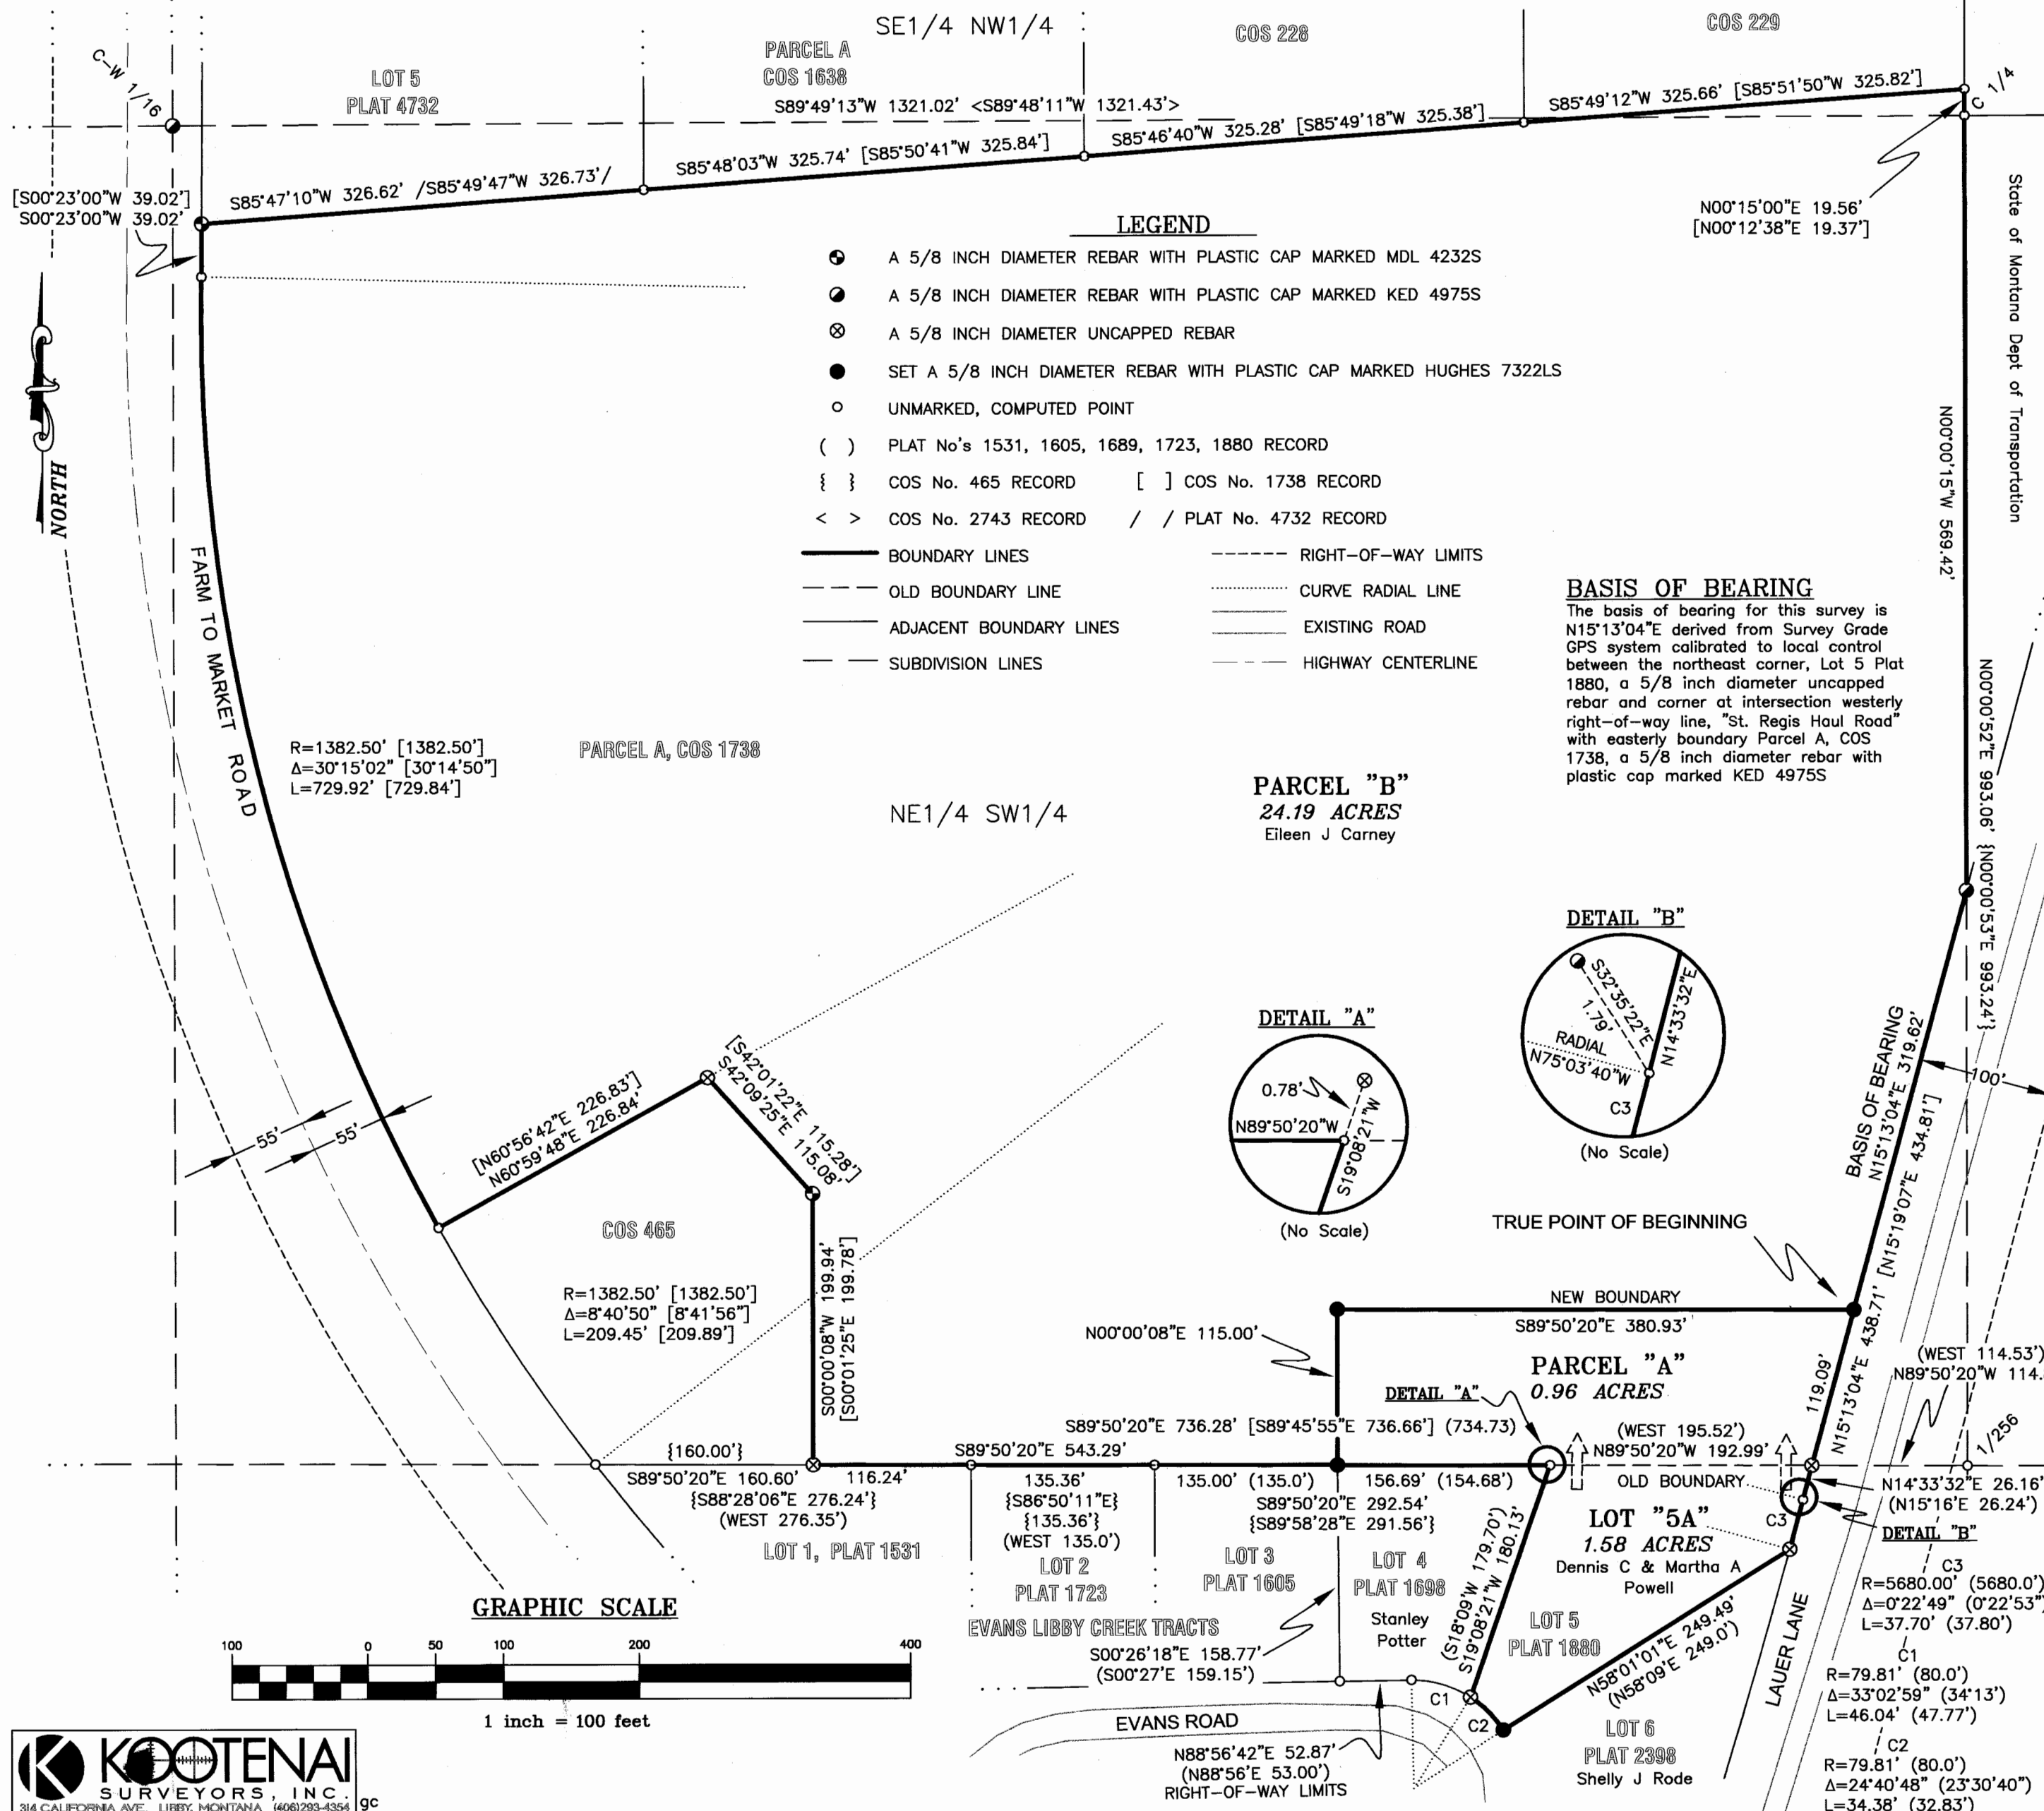 SE1/4 NW1/4
COS 228
COS 229
PARCEL A
COS 1638
LOT 5
PLAT 4732
C-W 1/16
C 1/4
S89°49'13"W 1321.02' <S89°48'11"W 1321.43'>
S85°49'12"W 325.66' [S85°51'50"W 325.82']
S85°46'40"W 325.28' [S85°49'18"W 325.38']
S85°48'03"W 325.74' [S85°50'41"W 325.84']
S85°47'10"W 326.62' /S85°49'47"W 326.73'/
[S00°23'00"W 39.02']
S00°23'00"W 39.02'
N00°15'00"E 19.56'
[N00°12'38"E 19.37']
State of Montana Dept of Transportation
NORTH
LEGEND
A 5/8 INCH DIAMETER REBAR WITH PLASTIC CAP MARKED MDL 4232S
A 5/8 INCH DIAMETER REBAR WITH PLASTIC CAP MARKED KED 4975S
A 5/8 INCH DIAMETER UNCAPPED REBAR
SET A 5/8 INCH DIAMETER REBAR WITH PLASTIC CAP MARKED HUGHES 7322LS
UNMARKED, COMPUTED POINT
( ) PLAT No's 1531, 1605, 1689, 1723, 1880 RECORD
{ } COS No. 465 RECORD [ ] COS No. 1738 RECORD
< > COS No. 2743 RECORD / / PLAT No. 4732 RECORD
BOUNDARY LINES
RIGHT-OF-WAY LIMITS
OLD BOUNDARY LINE
CURVE RADIAL LINE
ADJACENT BOUNDARY LINES
EXISTING ROAD
SUBDIVISION LINES
HIGHWAY CENTERLINE
N00°00'15"W 569.42'
N00°00'52"E 993.06' {N00°00'53"E 993.24'}
BASIS OF BEARING
The basis of bearing for this survey is
N15°13'04"E derived from Survey Grade
GPS system calibrated to local control
between the northeast corner, Lot 5 Plat
1880, a 5/8 inch diameter uncapped
rebar and corner at intersection westerly
right-of-way line, "St. Regis Haul Road"
with easterly boundary Parcel A, COS
1738, a 5/8 inch diameter rebar with
plastic cap marked KED 4975S
FARM TO MARKET ROAD
R=1382.50' [1382.50']
Δ=30°15'02" [30°14'50"]
L=729.92' [729.84']
PARCEL A, COS 1738
NE1/4 SW1/4
PARCEL "B"
24.19 ACRES
Eileen J Carney
DETAIL "B"
S32°35'22"E
1.79'
N14°33'32"E
RADIAL
N75°03'40"W
C3
(No Scale)
DETAIL "A"
0.78'
N89°50'20"W
S19°08'21"W
(No Scale)
BASIS OF BEARING
N15°13'04"E 319.62'
100'
N15°13'04"E 438.71' [N15°19'07"E 434.81']
119.09'
55'
55'
[N60°56'42"E 226.83']
N60°59'48"E 226.84'
[S42°01'22"E 115.28']
S42°09'25"E 115.08'
COS 465
R=1382.50' [1382.50']
Δ=8°40'50" [8°41'56"]
L=209.45' [209.89']
S00°00'08"W 199.94'
[S00°01'25"E 199.78']
TRUE POINT OF BEGINNING
NEW BOUNDARY
S89°50'20"E 380.93'
N00°00'08"E 115.00'
PARCEL "A"
0.96 ACRES
DETAIL "A"
(WEST 114.53')
N89°50'20"W 114.
1/256
S89°50'20"E 736.28' [S89°45'55"E 736.66'] (734.73)
(WEST 195.52')
N89°50'20"W 192.99'
{160.00'}
S89°50'20"E 543.29'
S89°50'20"E 160.60'
116.24'
135.36'
135.00' (135.0')
156.69' (154.68')
OLD BOUNDARY
{S88°28'06"E 276.24'}
(WEST 276.35')
{S86°50'11"E}
{135.36'}
(WEST 135.0')
S89°50'20"E 292.54'
{S89°58'28"E 291.56'}
N14°33'32"E 26.16'
(N15°16'E 26.24')
DETAIL "B"
LOT "5A"
1.58 ACRES
Dennis C & Martha A
Powell
C3
LOT 1, PLAT 1531
LOT 2
PLAT 1723
LOT 3
PLAT 1605
LOT 4
PLAT 1698
Stanley
Potter
LOT 5
PLAT 1880
(S18°09'W 179.70')
S19°08'21"W 180.13'
N58°01'01"E 249.49'
(N58°09'E 249.0')
EVANS LIBBY CREEK TRACTS
S00°26'18"E 158.77'
(S00°27'E 159.15')
C1
C2
EVANS ROAD
N88°56'42"E 52.87'
(N88°56'E 53.00')
RIGHT-OF-WAY LIMITS
LAUER LANE
LOT 6
PLAT 2398
Shelly J Rode
C3
R=5680.00' (5680.0')
Δ=0°22'49" (0°22'53")
L=37.70' (37.80')
C1
R=79.81' (80.0')
Δ=33°02'59" (34°13')
L=46.04' (47.77')
C2
R=79.81' (80.0')
Δ=24°40'48" (23°30'40")
L=34.38' (32.83')
GRAPHIC SCALE
100 0 50 100 200 400
1 inch = 100 feet
KOOTENAI
SURVEYORS, INC.
314 CALIFORNIA AVE. LIBBY, MONTANA (406)293-4354
gc